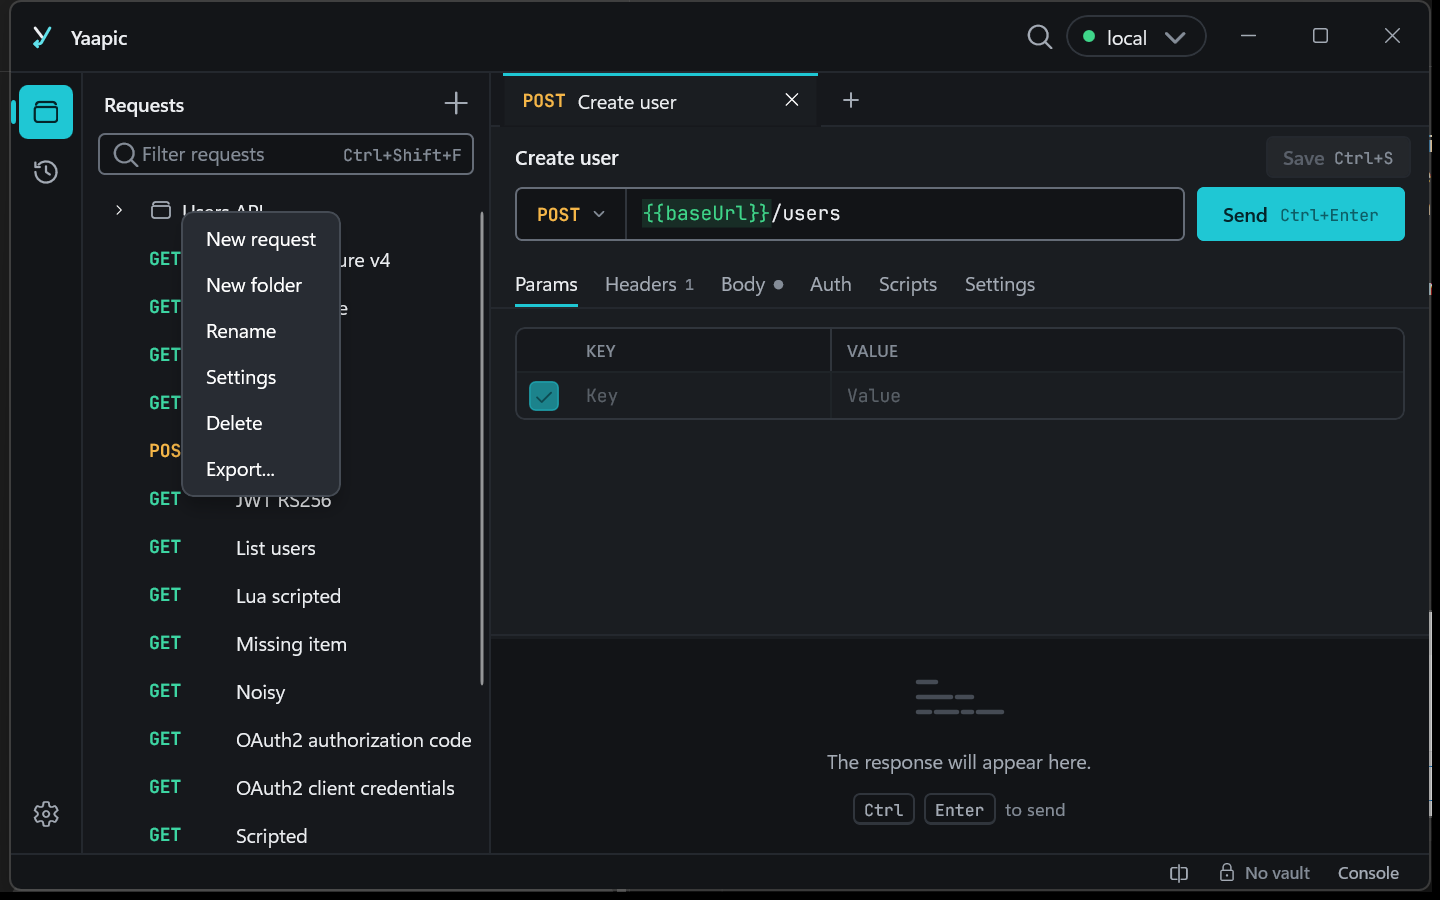 Yaapic
local
Requests
Filter requests Ctrl+Shift+F
Users API
GET ure v4
GET e
GET
GET
POS
GET JWT RS256
GET List users
GET Lua scripted
GET Missing item
GET Noisy
GET OAuth2 authorization code
GET OAuth2 client credentials
GET Scripted
New request
New folder
Rename
Settings
Delete
Export...
POST Create user
Create user
Save Ctrl+S
POST {{baseUrl}}/users
Send Ctrl+Enter
Params Headers 1 Body Auth Scripts Settings
KEY VALUE
Key Value
The response will appear here.
Ctrl Enter to send
No vault Console